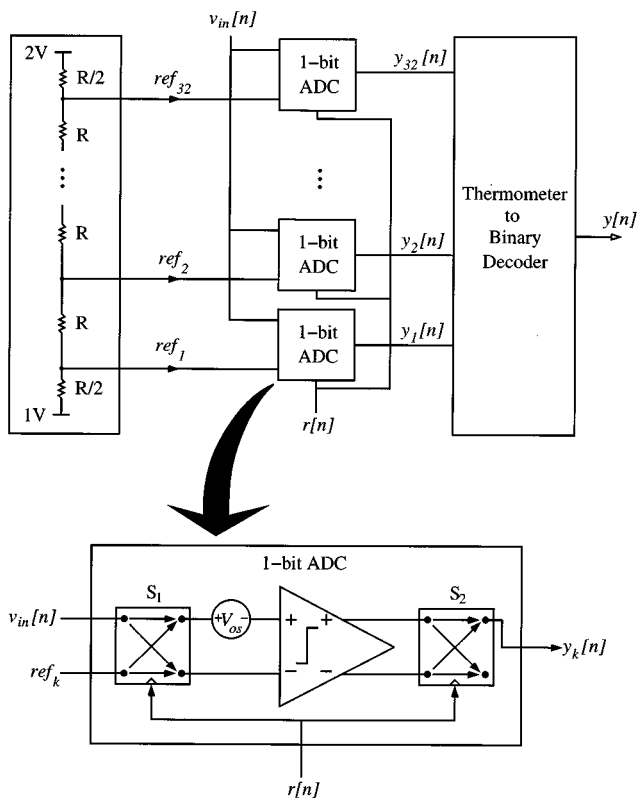 v_in[n]
2V
R/2
ref_32
1-bit
ADC
y_32[n]
R
...
...
Thermometer
to
Binary
Decoder
y[n]
R
ref_2
1-bit
ADC
y_2[n]
R
ref_1
1-bit
ADC
y_1[n]
R/2
1V
r[n]
1-bit ADC
S_1
S_2
v_in[n]
+V_os-
+ +
- -
ref_k
y_k[n]
r[n]